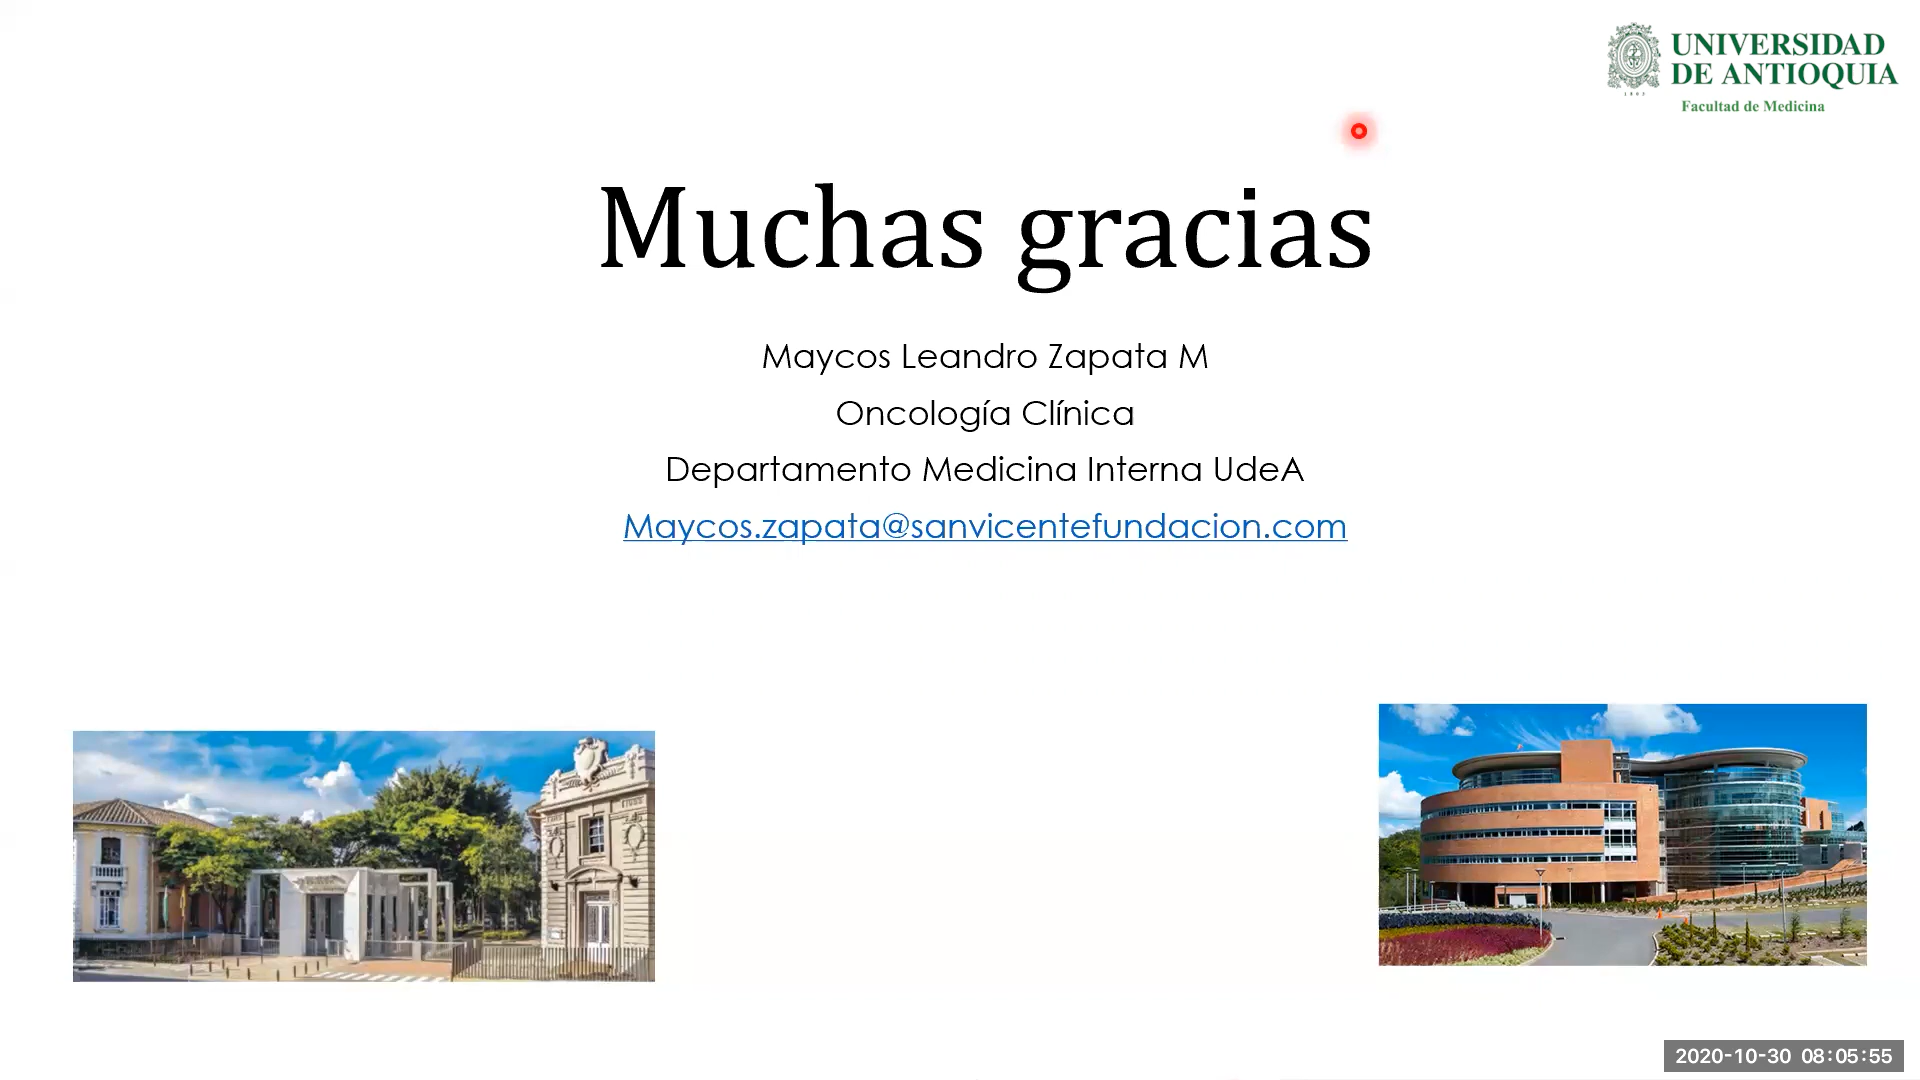 UNIVERSIDAD
DE ANTIOQUIA
1803
Facultad de Medicina
Muchas gracias
Maycos Leandro Zapata M
Oncología Clínica
Departamento Medicina Interna UdeA
Maycos.zapata@sanvicentefundacion.com
2020-10-30 08:05:55